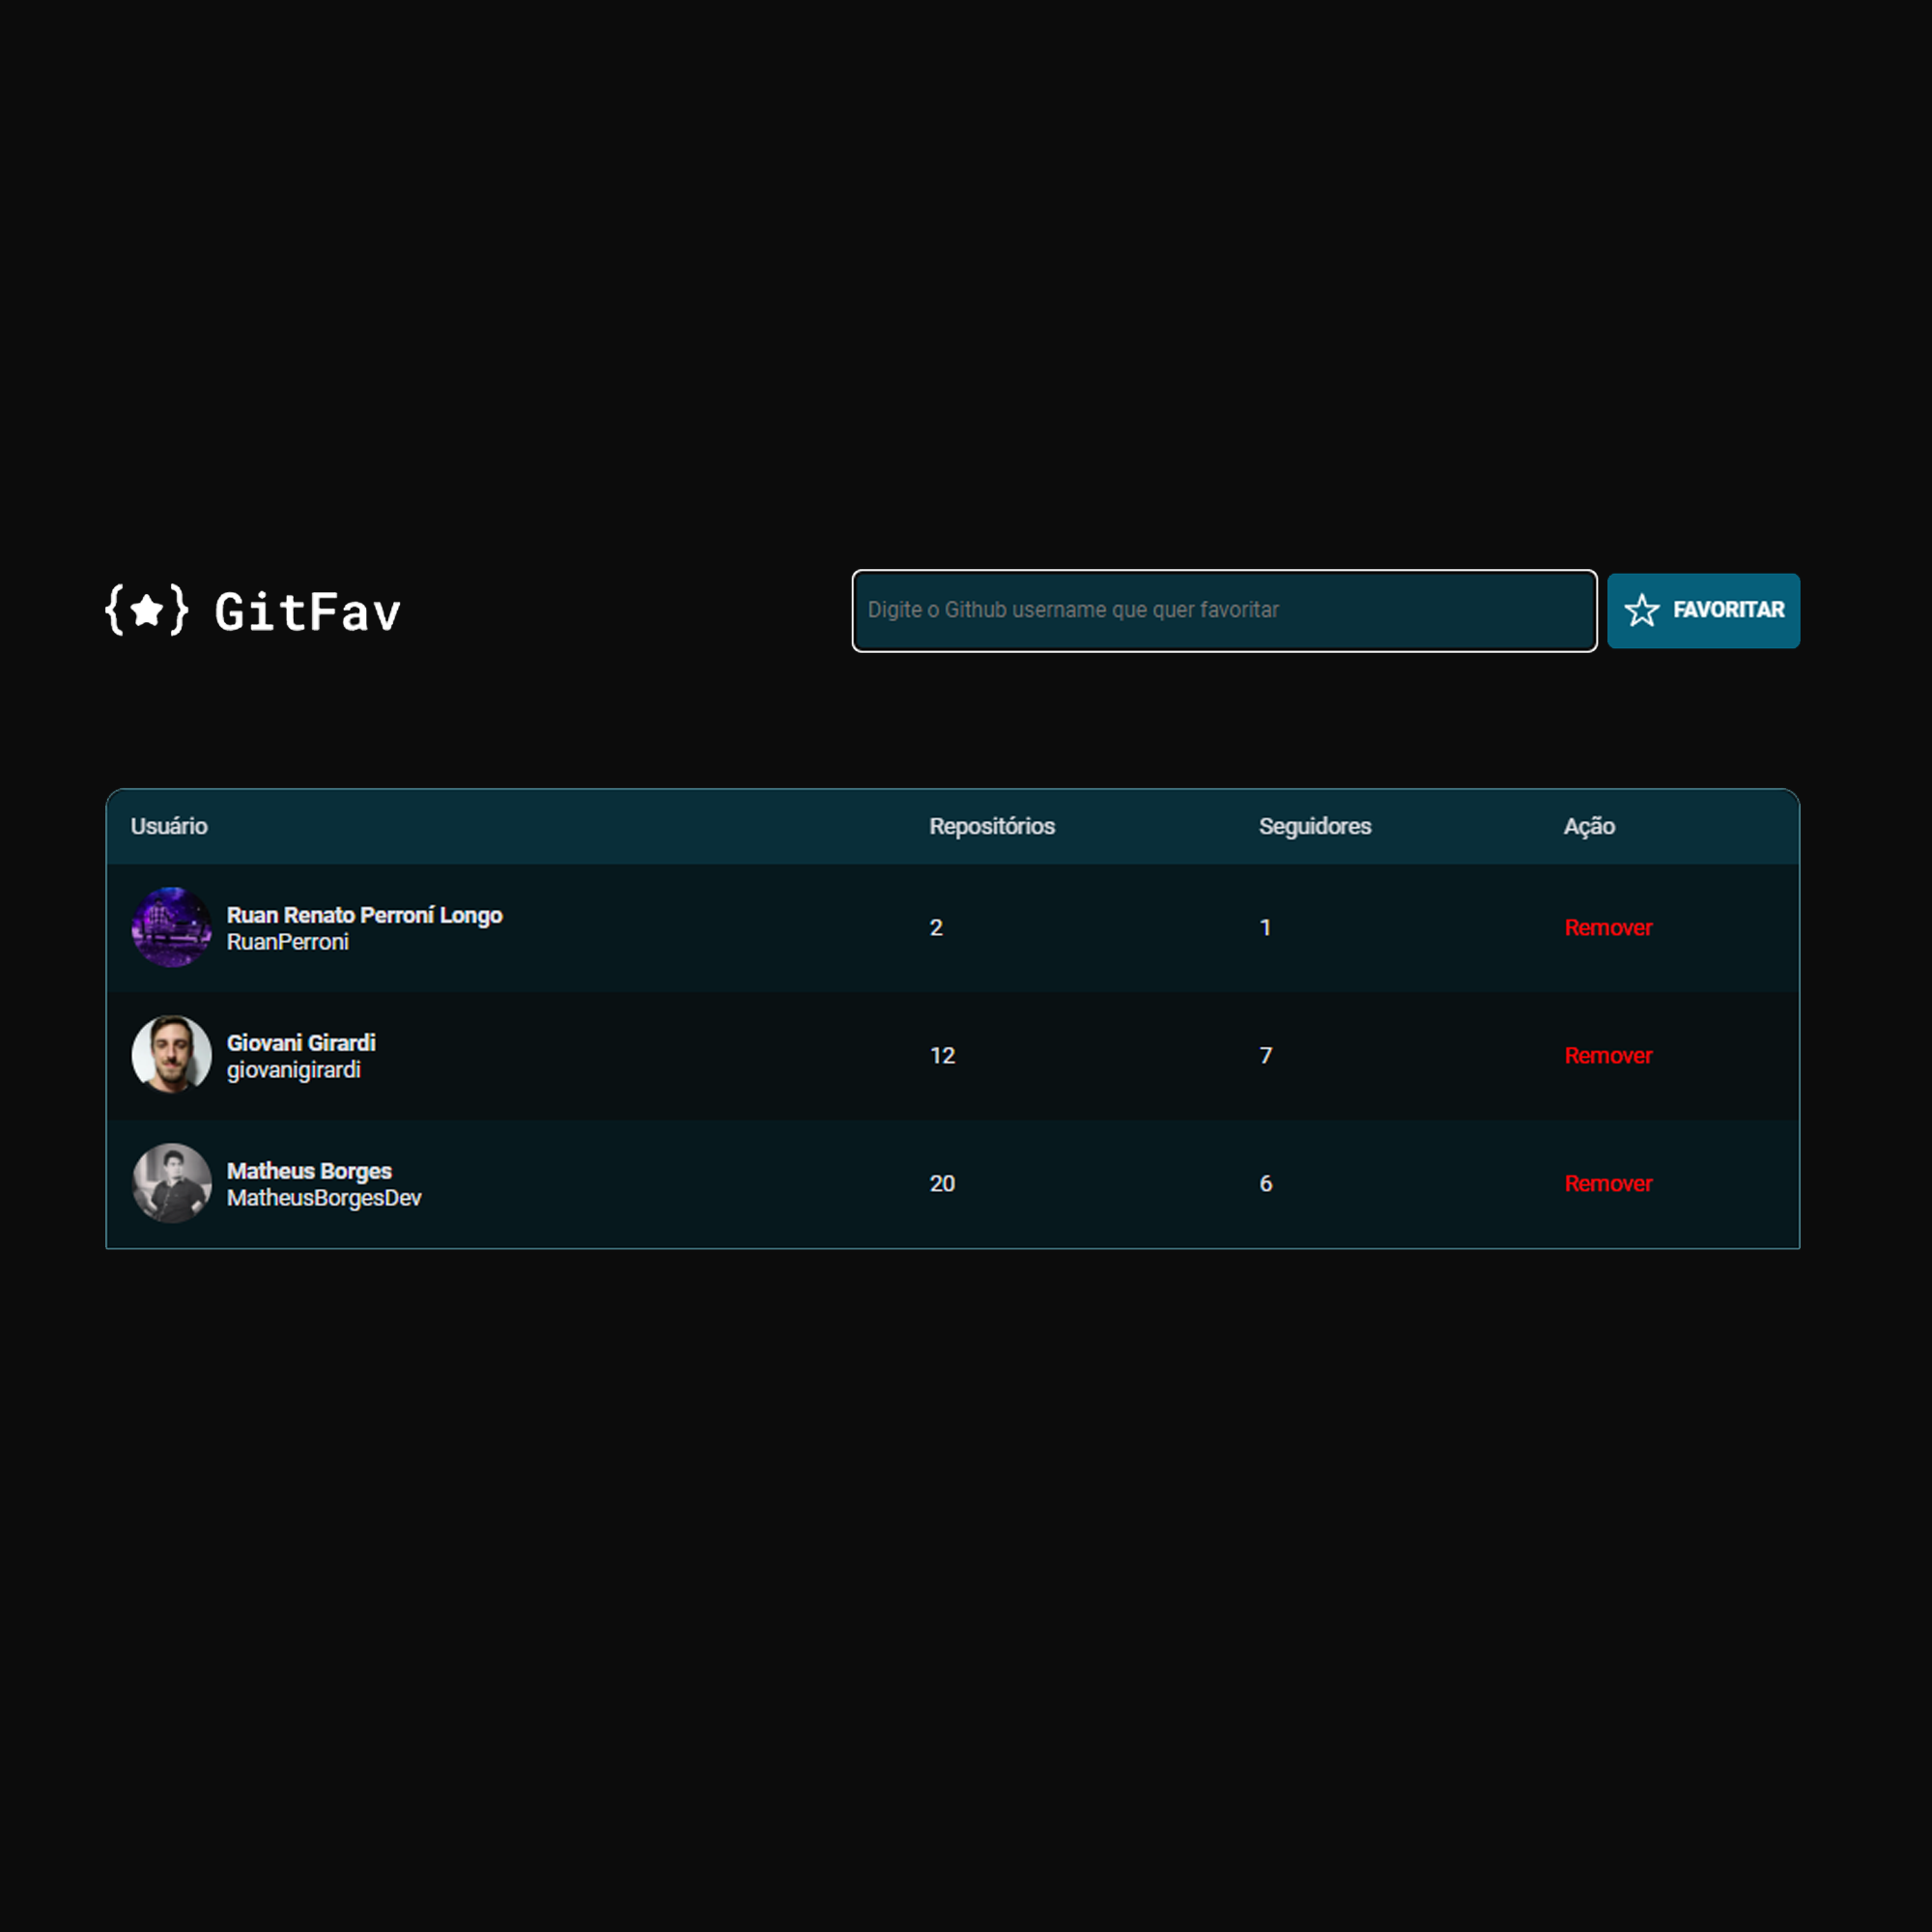 {★} GitFav
Digite o Github username que quer favoritar
FAVORITAR
Usuário Repositórios Seguidores Ação
Ruan Renato Perroní Longo
RuanPerroni
2 1 Remover
Giovani Girardi
giovanigirardi
12 7 Remover
Matheus Borges
MatheusBorgesDev
20 6 Remover